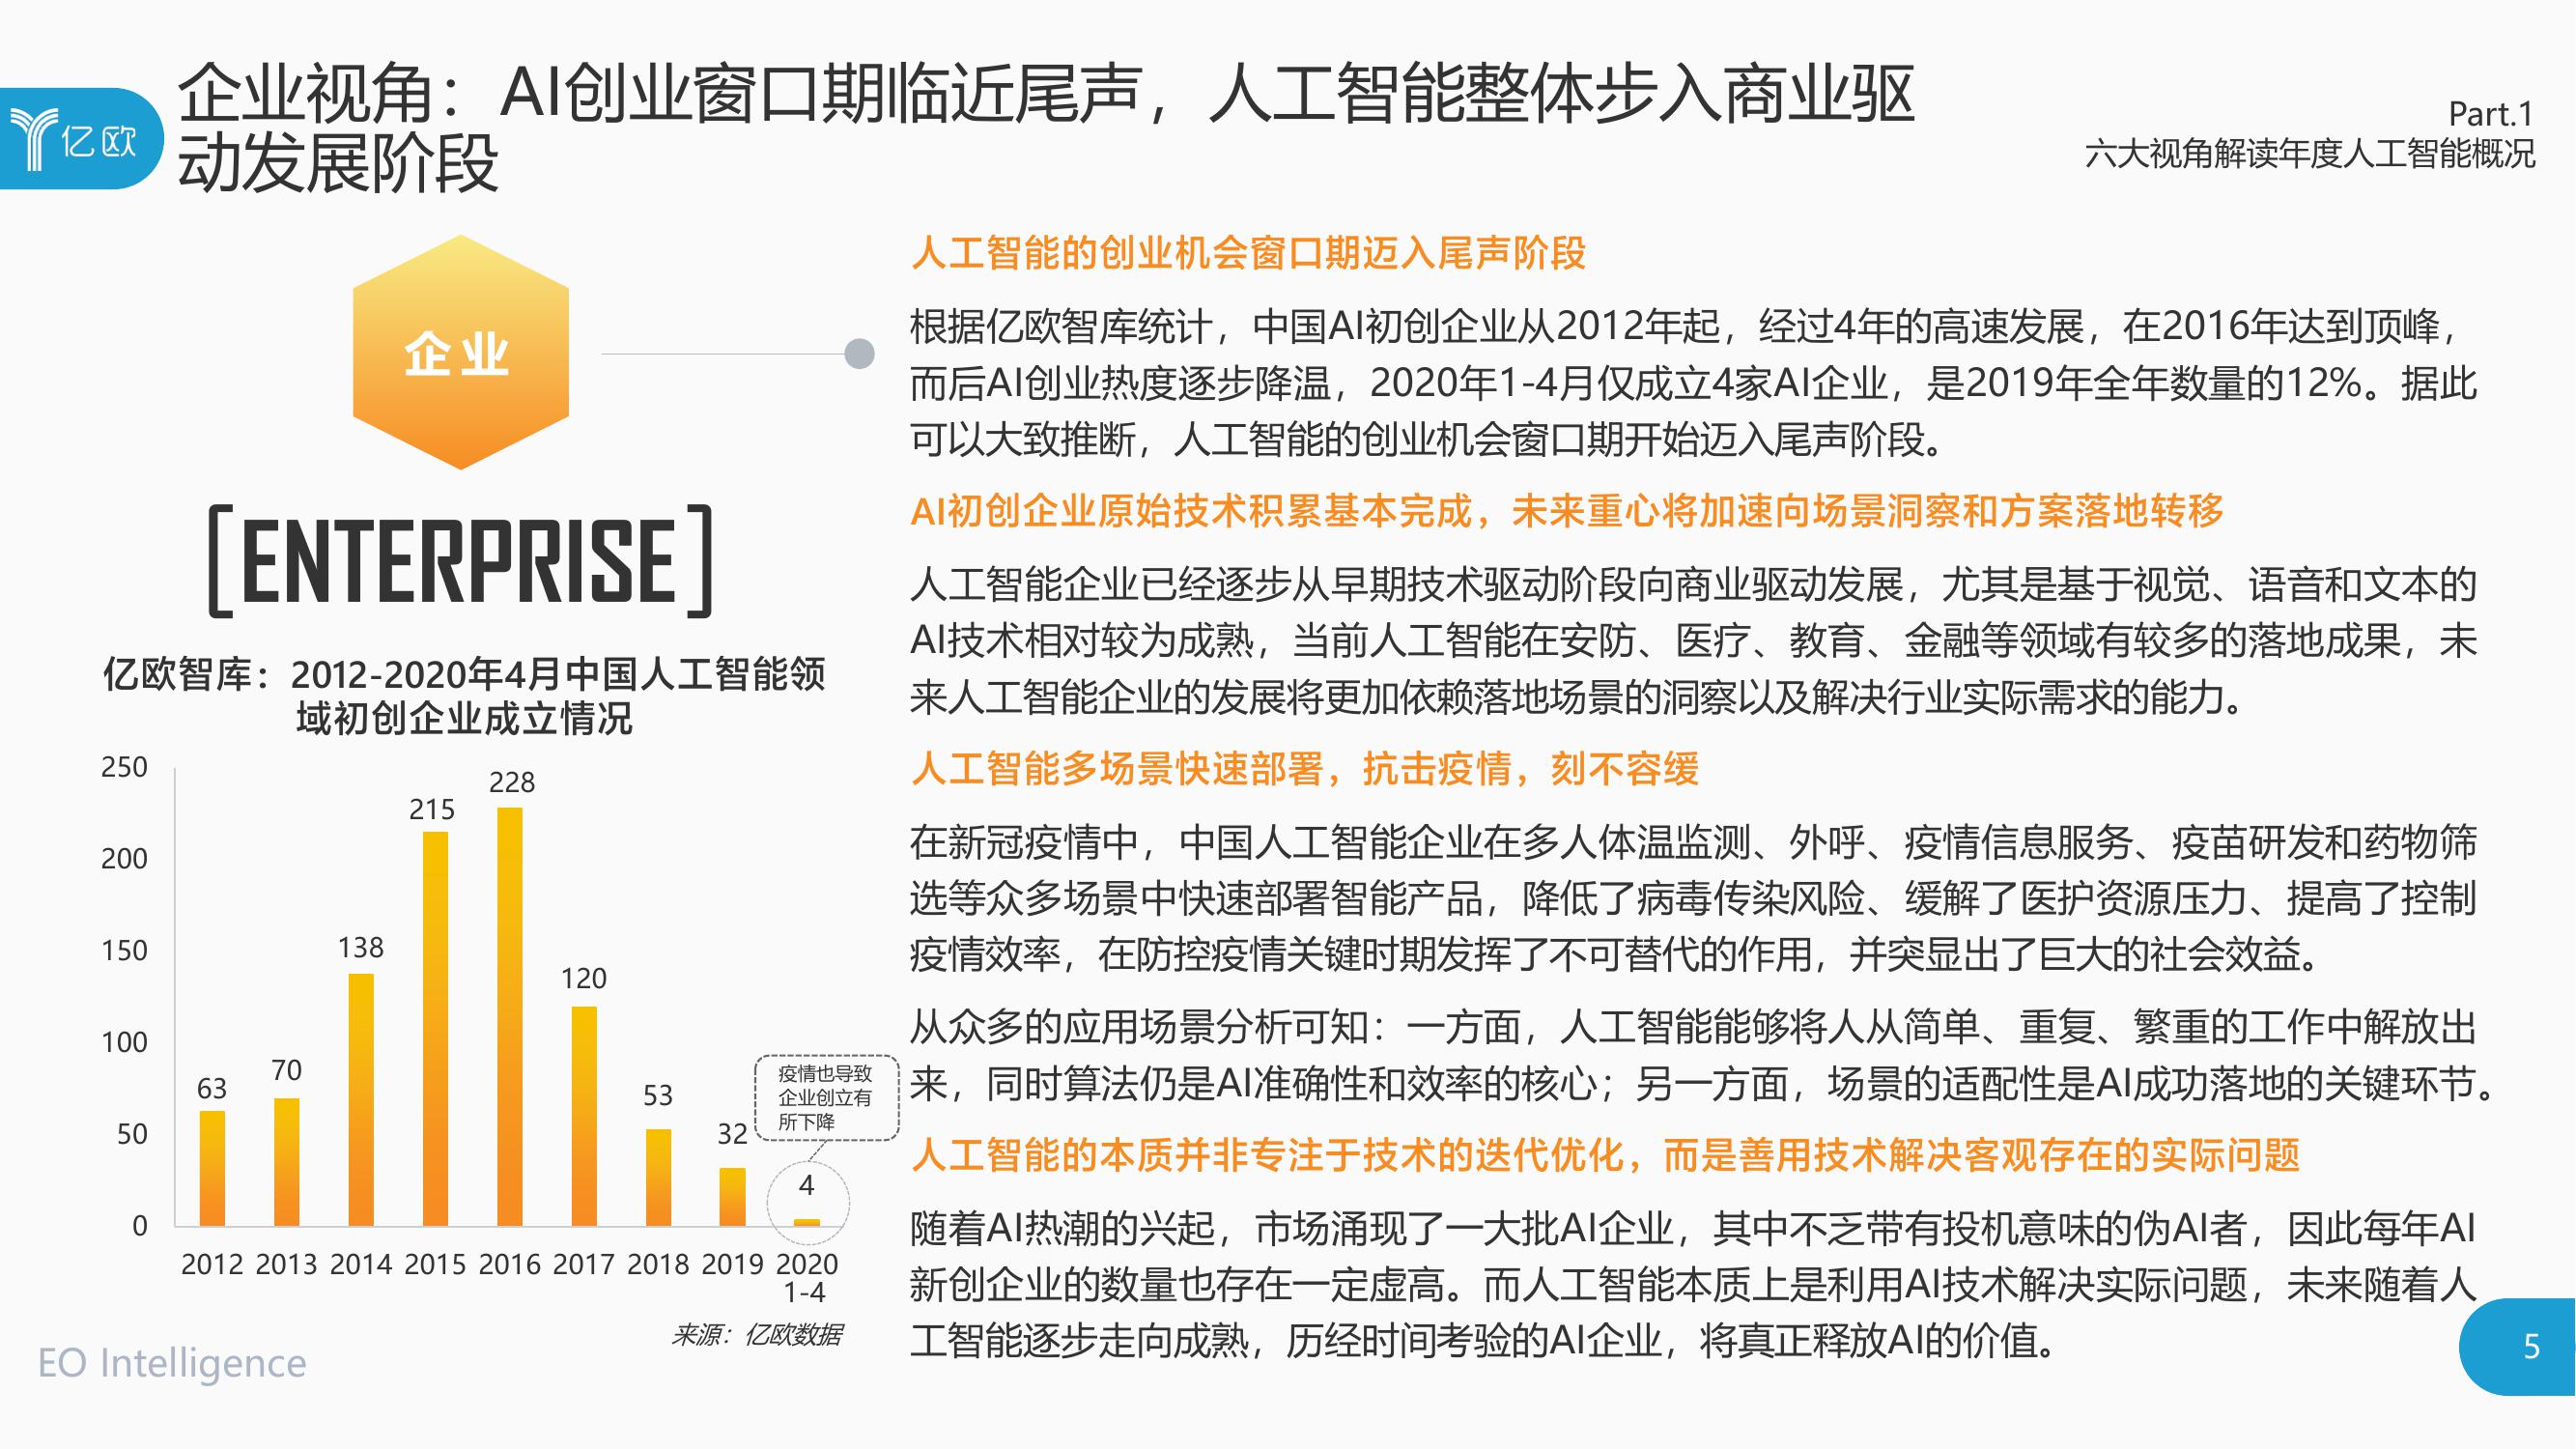 企业视角：AI创业窗口期临近尾声，人工智能整体步入商业驱
动发展阶段
亿欧
Part.1
六大视角解读年度人工智能概况
企业
[ENTERPRISE]
亿欧智库：2012-2020年4月中国人工智能领
域初创企业成立情况
250
200
150
100
50
0
63
70
138
215
228
120
53
32
4
疫情也导致
企业创立有
所下降
2012 2013 2014 2015 2016 2017 2018 2019 2020
1-4
来源：亿欧数据
人工智能的创业机会窗口期迈入尾声阶段
根据亿欧智库统计，中国AI初创企业从2012年起，经过4年的高速发展，在2016年达到顶峰，
而后AI创业热度逐步降温，2020年1-4月仅成立4家AI企业，是2019年全年数量的12%。据此
可以大致推断，人工智能的创业机会窗口期开始迈入尾声阶段。
AI初创企业原始技术积累基本完成，未来重心将加速向场景洞察和方案落地转移
人工智能企业已经逐步从早期技术驱动阶段向商业驱动发展，尤其是基于视觉、语音和文本的
AI技术相对较为成熟，当前人工智能在安防、医疗、教育、金融等领域有较多的落地成果，未
来人工智能企业的发展将更加依赖落地场景的洞察以及解决行业实际需求的能力。
人工智能多场景快速部署，抗击疫情，刻不容缓
在新冠疫情中，中国人工智能企业在多人体温监测、外呼、疫情信息服务、疫苗研发和药物筛
选等众多场景中快速部署智能产品，降低了病毒传染风险、缓解了医护资源压力、提高了控制
疫情效率，在防控疫情关键时期发挥了不可替代的作用，并突显出了巨大的社会效益。
从众多的应用场景分析可知：一方面，人工智能能够将人从简单、重复、繁重的工作中解放出
来，同时算法仍是AI准确性和效率的核心；另一方面，场景的适配性是AI成功落地的关键环节。
人工智能的本质并非专注于技术的迭代优化，而是善用技术解决客观存在的实际问题
随着AI热潮的兴起，市场涌现了一大批AI企业，其中不乏带有投机意味的伪AI者，因此每年AI
新创企业的数量也存在一定虚高。而人工智能本质上是利用AI技术解决实际问题，未来随着人
工智能逐步走向成熟，历经时间考验的AI企业，将真正释放AI的价值。
EO Intelligence
5